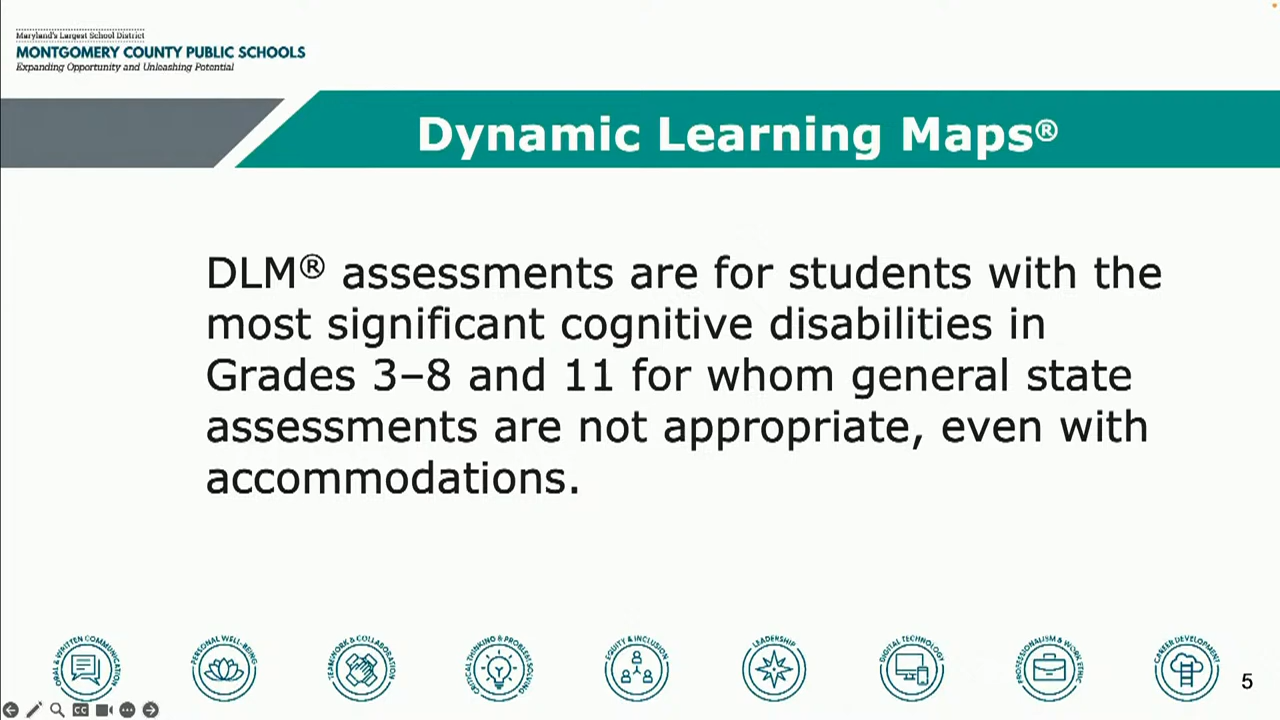 Maryland's Largest School District
MONTGOMERY COUNTY PUBLIC SCHOOLS
Expanding Opportunity and Unleashing Potential
Dynamic Learning Maps®
DLM® assessments are for students with the
most significant cognitive disabilities in
Grades 3–8 and 11 for whom general state
assessments are not appropriate, even with
accommodations.
ORAL & WRITTEN COMMUNICATION
PERSONAL WELL-BEING
TEAMWORK & COLLABORATION
CRITICAL THINKING & PROBLEM SOLVING
EQUITY & INCLUSION
LEADERSHIP
DIGITAL TECHNOLOGY
PROFESSIONALISM & WORK ETHIC
CAREER DEVELOPMENT
5
CC